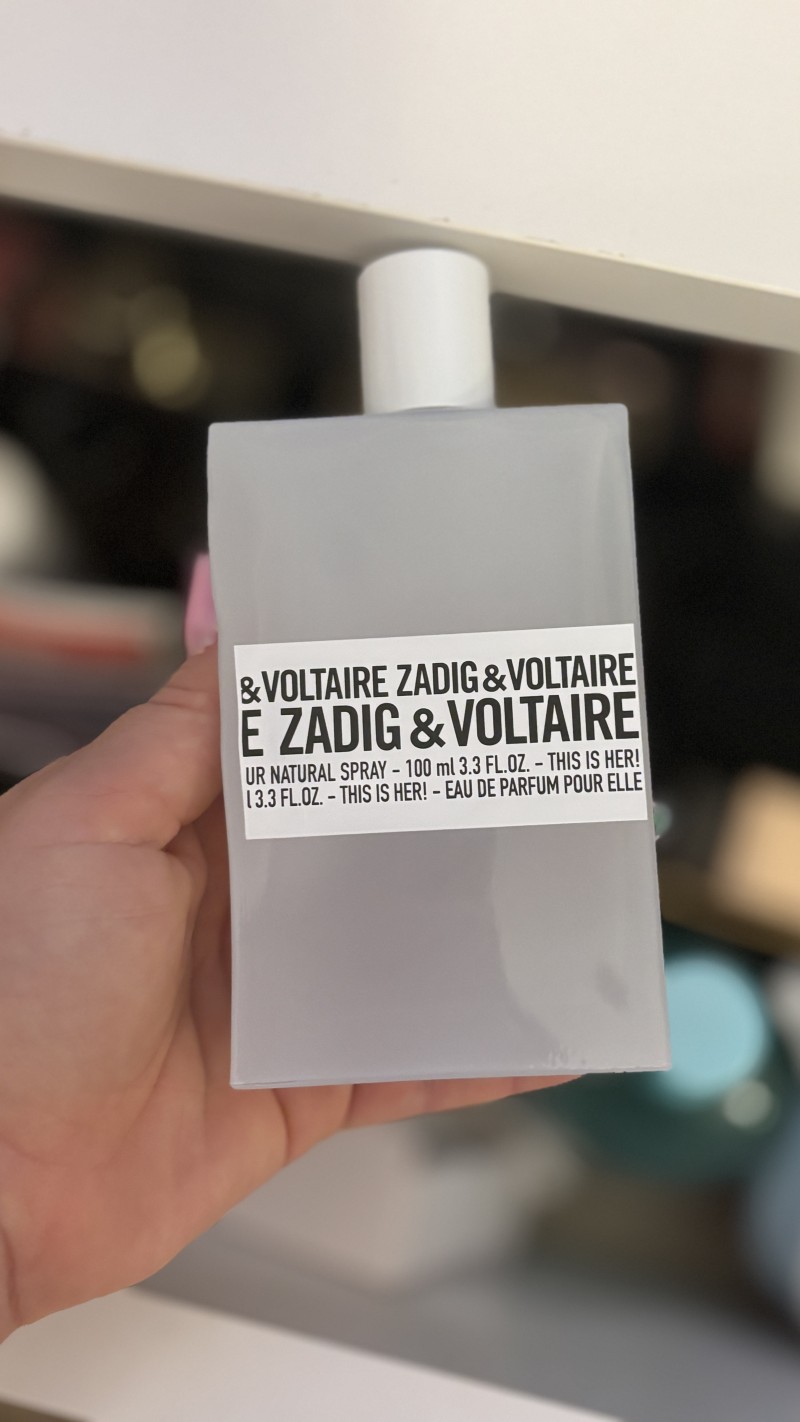 &VOLTAIRE ZADIG&VOLTAIRE
E ZADIG &VOLTAIRE
UR NATURAL SPRAY – 100 ml 3.3 FL.OZ. – THIS IS HER!
l 3.3 FL.OZ. – THIS IS HER! – EAU DE PARFUM POUR ELLE